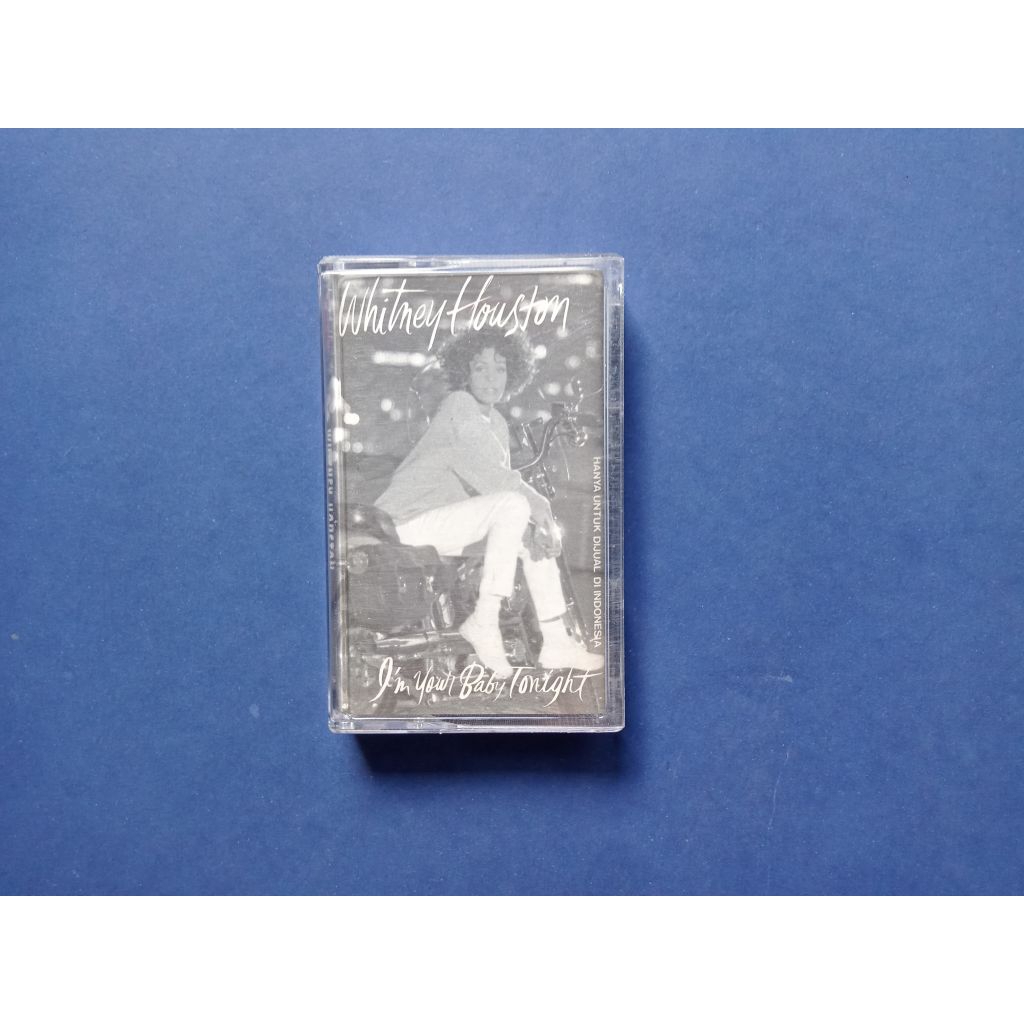 Whitney Houston
HANYA UNTUK DIJUAL DI INDONESIA
I'm Your Baby Tonight